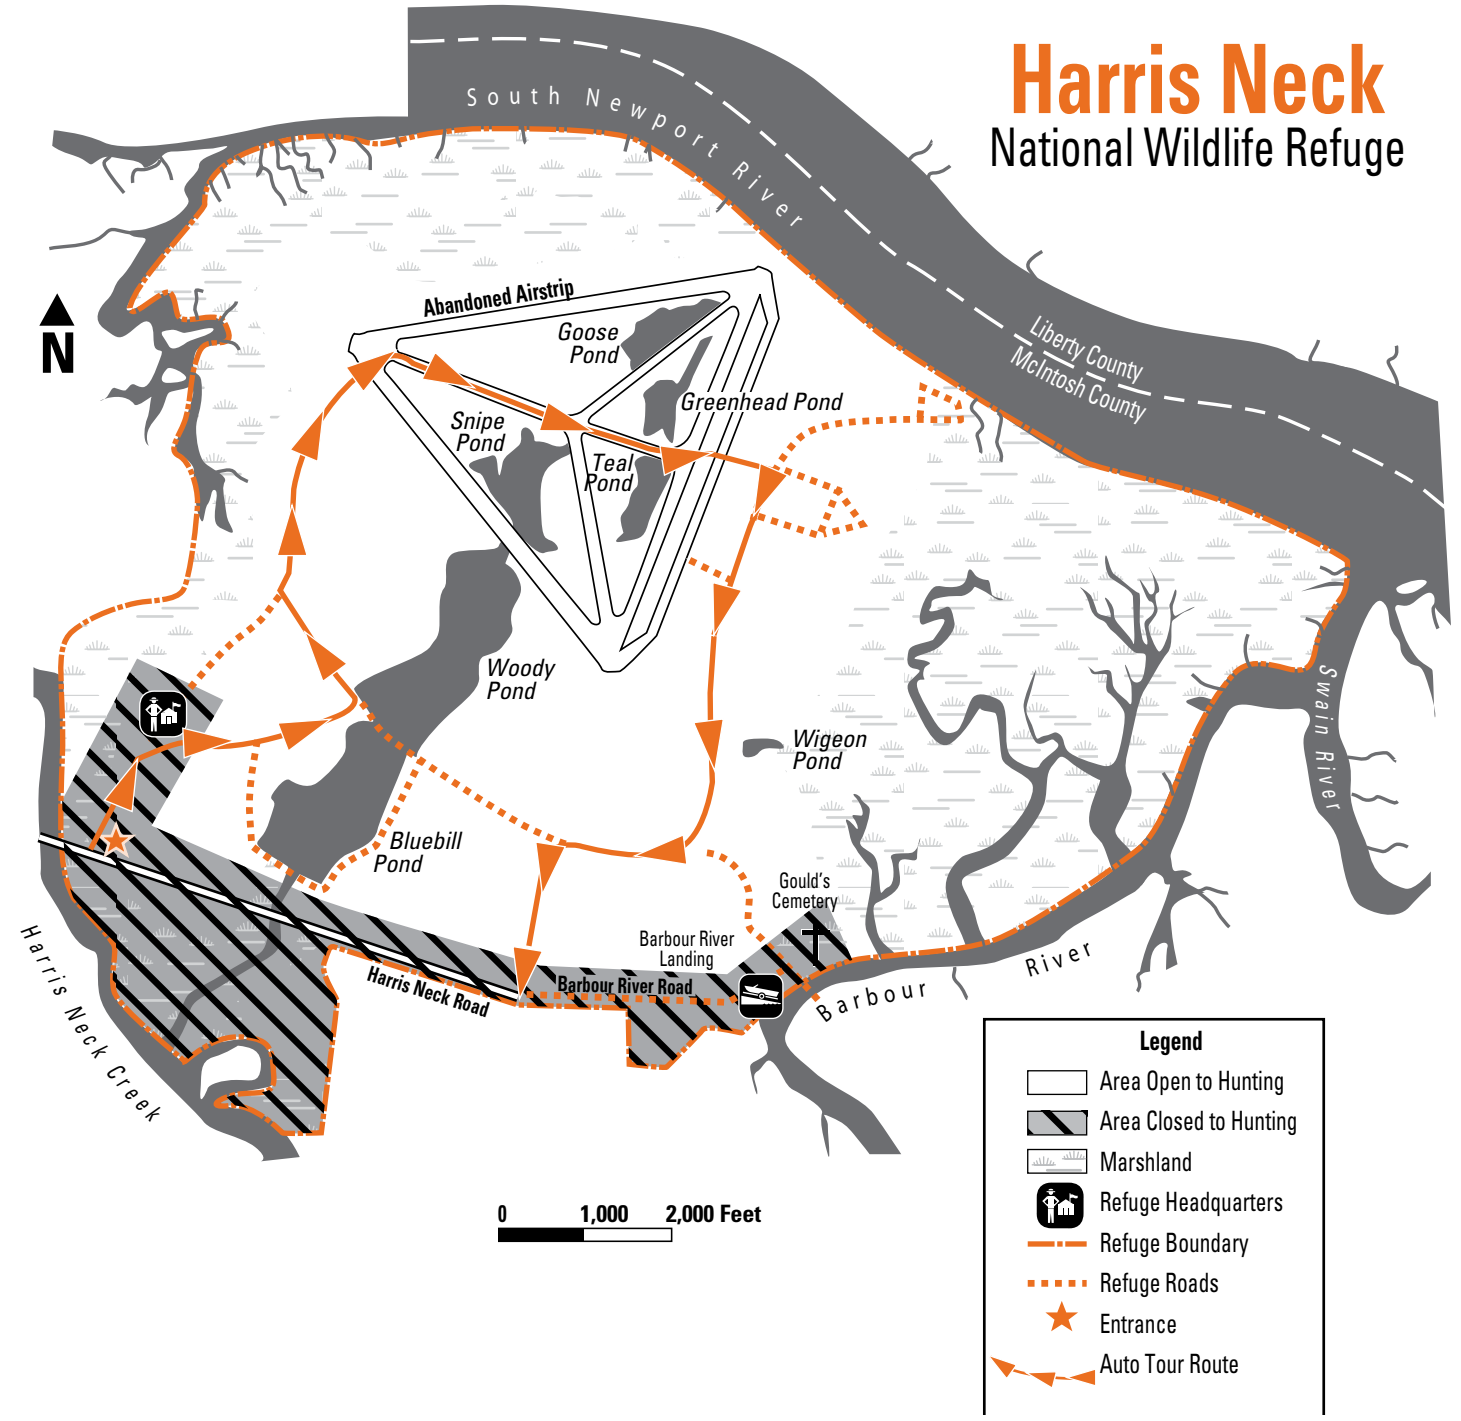 Harris Neck
National Wildlife Refuge
South Newport River
Liberty County
McIntosh County
N
Abandoned Airstrip
Goose
Pond
Greenhead Pond
Snipe
Pond
Teal
Pond
Woody
Pond
Wigeon
Pond
Swain River
Bluebill
Pond
Gould's
Cemetery
Barbour River
Landing
Harris Neck Road
Barbour River Road
Barbour River
Harris Neck Creek
0 1,000 2,000 Feet
Legend
Area Open to Hunting
Area Closed to Hunting
Marshland
Refuge Headquarters
Refuge Boundary
Refuge Roads
Entrance
Auto Tour Route